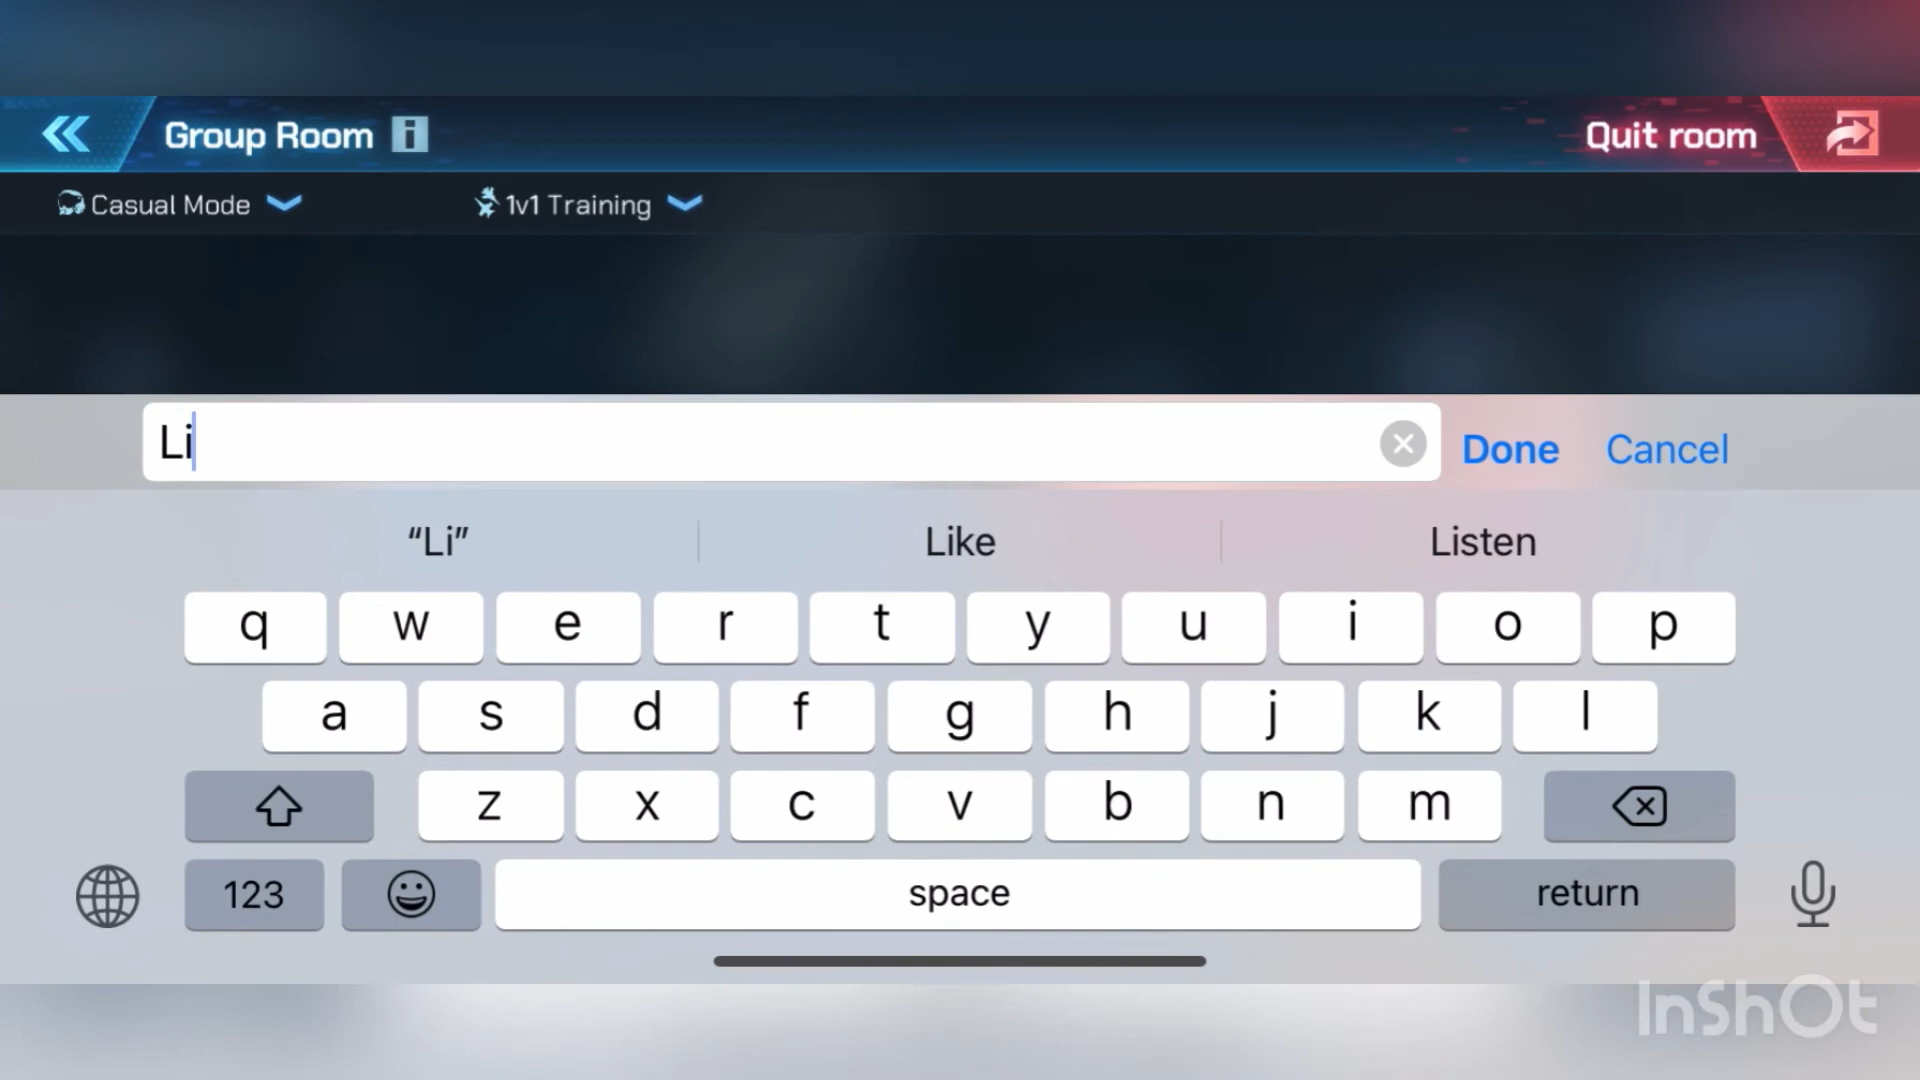 Group Room i
Quit room
Casual Mode
1v1 Training
Li
Done
Cancel
“Li”
Like
Listen
q w e r t y u i o p
a s d f g h j k l
z x c v b n m
123
space
return
InShOt